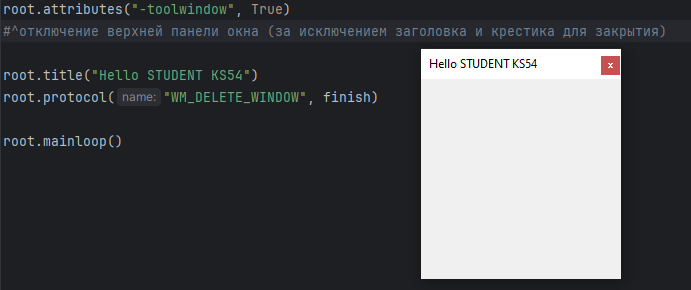 root.attributes("-toolwindow", True)
#^отключение верхней панели окна (за исключением заголовка и крестика для закрытия)
Hello STUDENT KS54 x
root.title("Hello STUDENT KS54")
root.protocol( name: "WM_DELETE_WINDOW", finish)
root.mainloop()